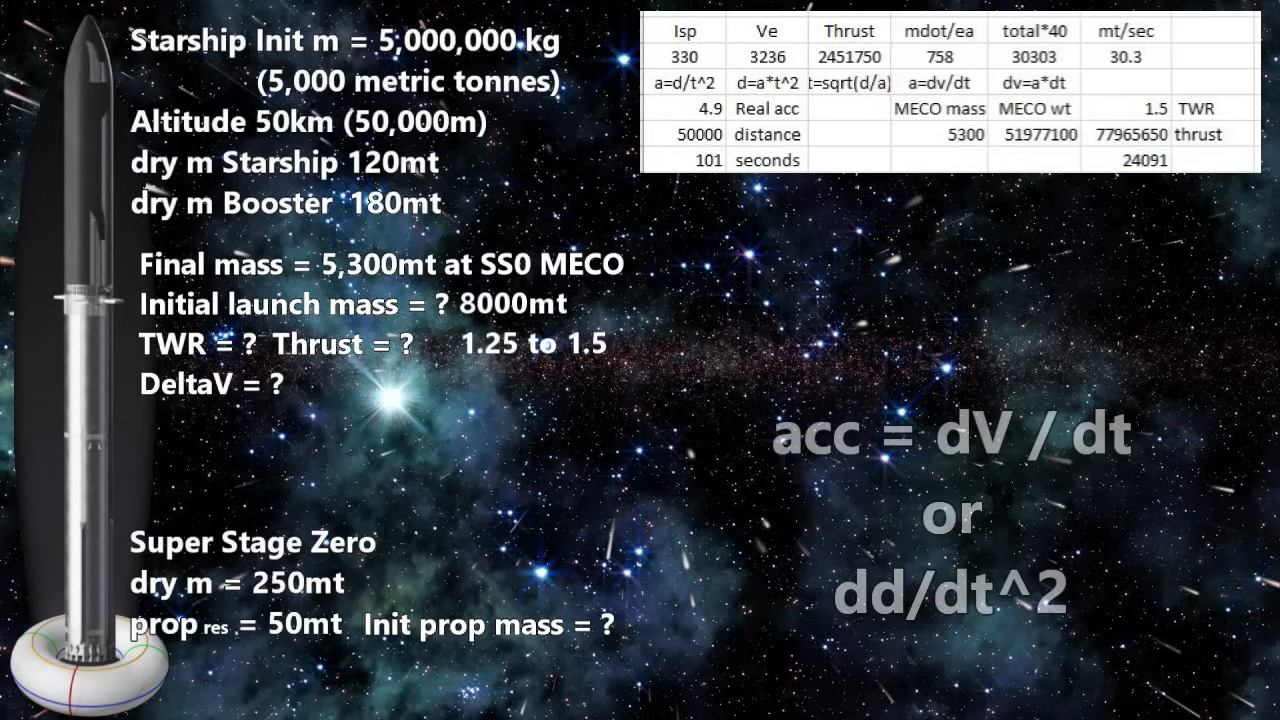 Starship Init m = 5,000,000 kg
(5,000 metric tonnes)
Altitude 50km (50,000m)
dry m Starship 120mt
dry m Booster 180mt
Final mass = 5,300mt at SS0 MECO
Initial launch mass = ? 8000mt
TWR = ? Thrust = ? 1.25 to 1.5
DeltaV = ?
Super Stage Zero
dry m = 250mt
prop res = 50mt Init prop mass = ?
Isp Ve Thrust mdot/ea total*40 mt/sec
330 3236 2451750 758 30303 30.3
a=d/t^2 d=a*t^2 t=sqrt(d/a) a=dv/dt dv=a*dt
4.9 Real acc MECO mass MECO wt 1.5 TWR
50000 distance 5300 51977100 77965650 thrust
101 seconds 24091
acc = dV / dt
or
dd/dt^2